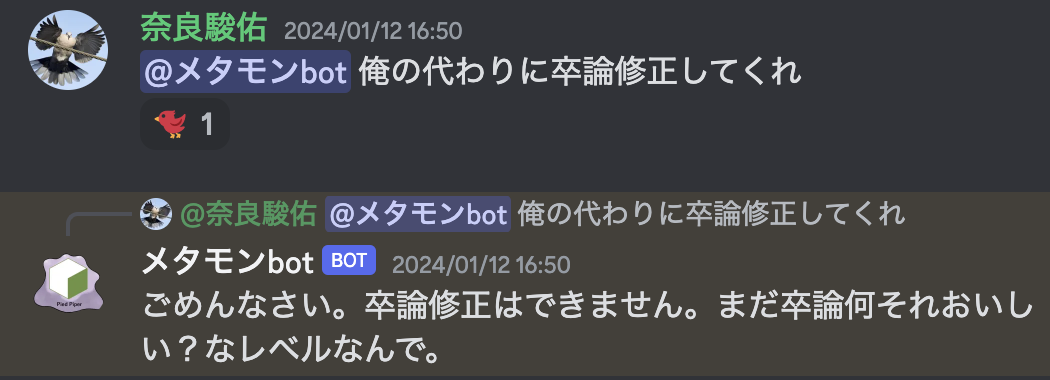 奈良駿佑 2024/01/12 16:50
@メタモンbot 俺の代わりに卒論修正してくれ
1
@奈良駿佑 @メタモンbot 俺の代わりに卒論修正してくれ
メタモンbot BOT 2024/01/12 16:50
Pied Piper
ごめんなさい。卒論修正はできません。まだ卒論何それおいし
い？なレベルなんで。